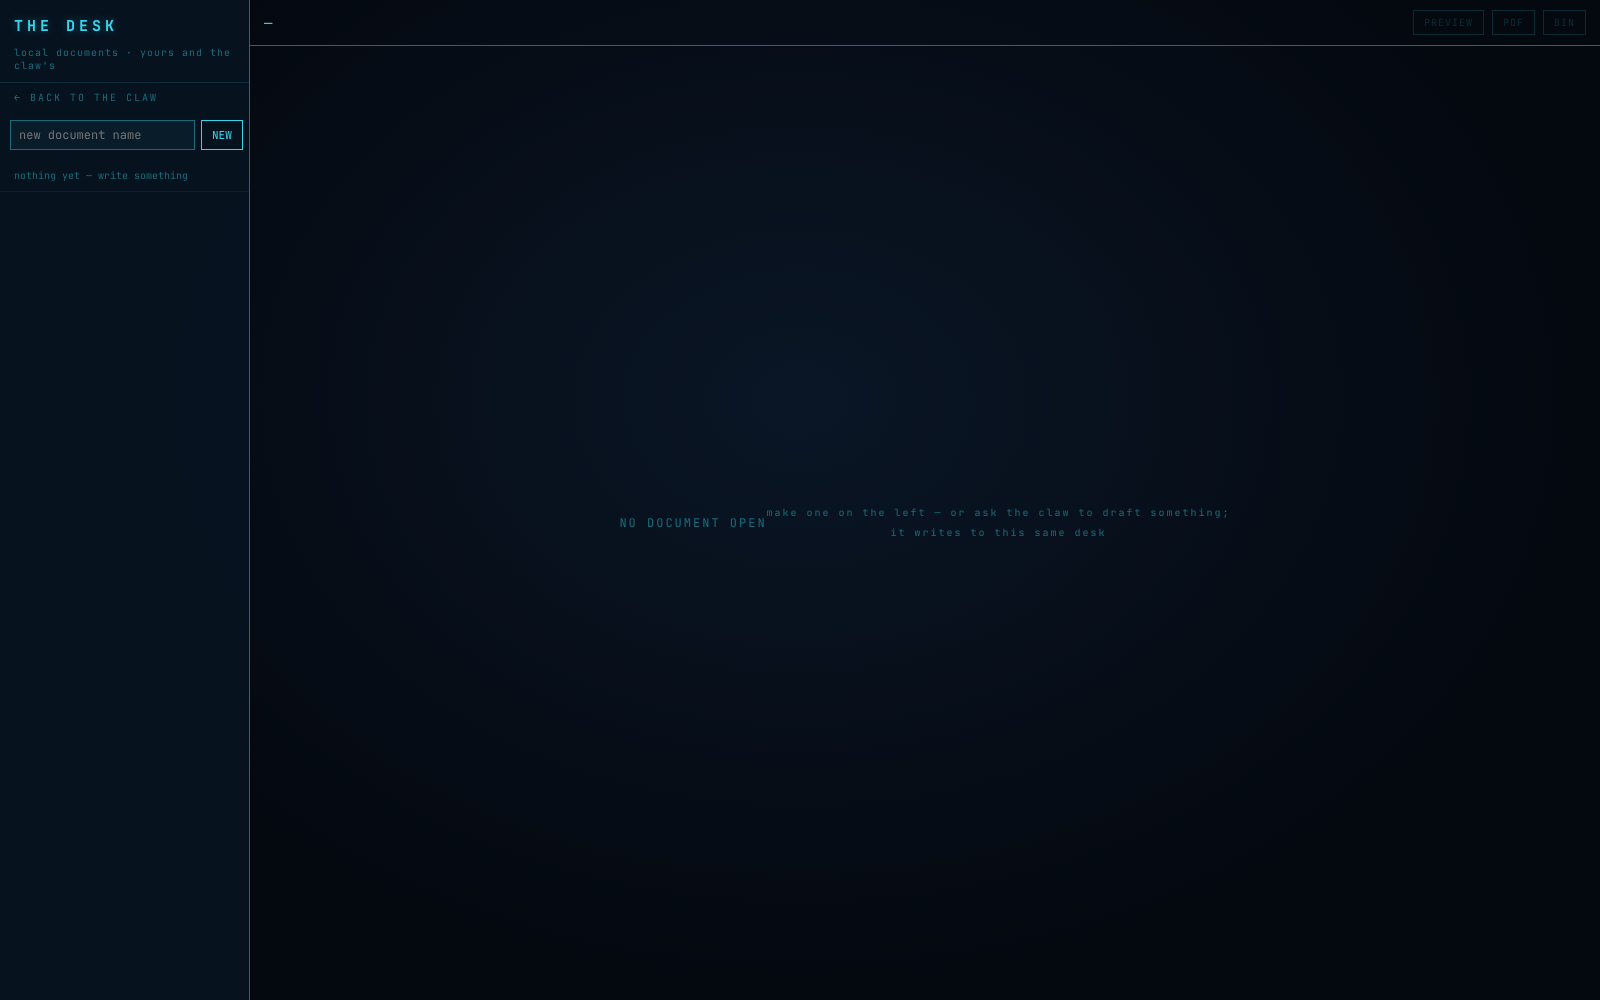 THE DESK
local documents · yours and the
claw's
← BACK TO THE CLAW
new document name
NEW
nothing yet — write something
—
PREVIEW
PDF
BIN
NO DOCUMENT OPEN
make one on the left — or ask the claw to draft something;
it writes to this same desk